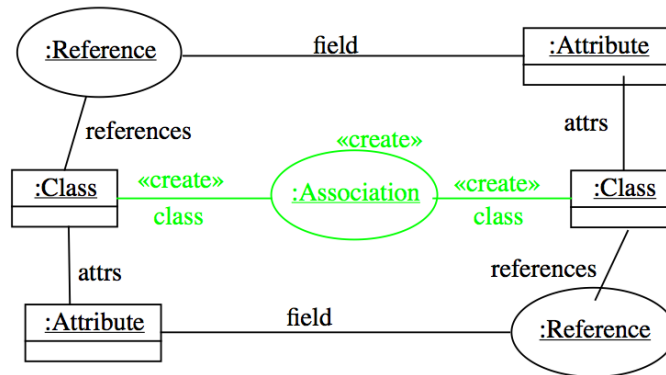 :Reference
field
:Attribute
references
attrs
«create»
:Class
«create»
:Association
«create»
:Class
class
class
attrs
references
:Attribute
field
:Reference